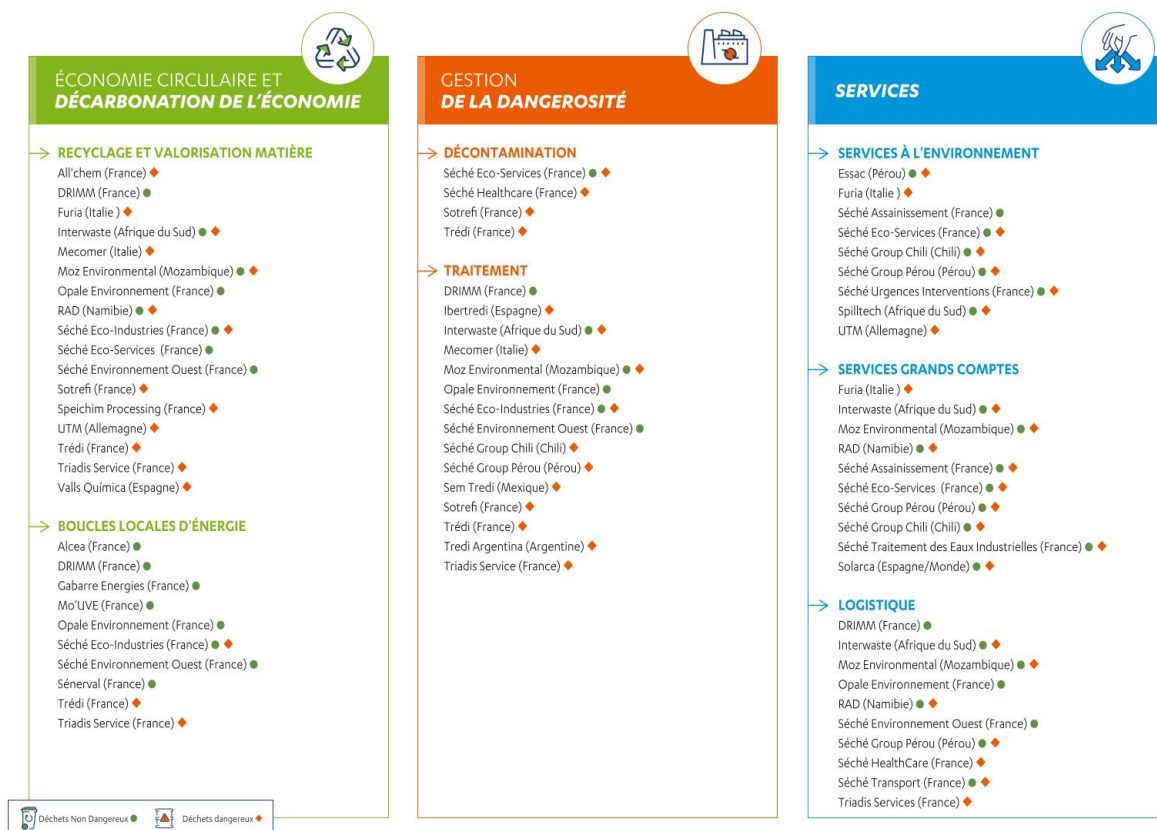 ÉCONOMIE CIRCULAIRE ET
DÉCARBONATION DE L'ÉCONOMIE
RECYCLAGE ET VALORISATION MATIÈRE
All'chem (France)
DRIMM (France)
Furia (Italie )
Interwaste (Afrique du Sud)
Mecomer (Italie)
Moz Environmental (Mozambique)
Opale Environnement (France)
RAD (Namibie)
Séché Eco-Industries (France)
Séché Eco-Services (France)
Séché Environnement Ouest (France)
Sotrefi (France)
Speichim Processing (France)
UTM (Allemagne)
Trédi (France)
Triadis Service (France)
Valls Química (Espagne)
BOUCLES LOCALES D'ÉNERGIE
Alcea (France)
DRIMM (France)
Gabarre Energies (France)
Mo'UVE (France)
Opale Environnement (France)
Séché Eco-Industries (France)
Séché Environnement Ouest (France)
Sénerval (France)
Trédi (France)
Triadis Service (France)
GESTION
DE LA DANGEROSITÉ
DÉCONTAMINATION
Séché Eco-Services (France)
Séché Healthcare (France)
Sotrefi (France)
Trédi (France)
TRAITEMENT
DRIMM (France)
Ibertredi (Espagne)
Interwaste (Afrique du Sud)
Mecomer (Italie)
Moz Environmental (Mozambique)
Opale Environnement (France)
Séché Eco-Industries (France)
Séché Environnement Ouest (France)
Séché Group Chili (Chili)
Séché Group Pérou (Pérou)
Sem Tredi (Mexique)
Sotrefi (France)
Trédi (France)
Tredi Argentina (Argentine)
Triadis Service (France)
SERVICES
SERVICES À L'ENVIRONNEMENT
Essac (Pérou)
Furia (Italie )
Séché Assainissement (France)
Séché Eco-Services (France)
Séché Group Chili (Chili)
Séché Group Pérou (Pérou)
Séché Urgences Interventions (France)
Spilltech (Afrique du Sud)
UTM (Allemagne)
SERVICES GRANDS COMPTES
Furia (Italie )
Interwaste (Afrique du Sud)
Moz Environmental (Mozambique)
RAD (Namibie)
Séché Assainissement (France)
Séché Eco-Services (France)
Séché Group Pérou (Pérou)
Séché Group Chili (Chili)
Séché Traitement des Eaux Industrielles (France)
Solarca (Espagne/Monde)
LOGISTIQUE
DRIMM (France)
Interwaste (Afrique du Sud)
Moz Environmental (Mozambique)
Opale Environnement (France)
RAD (Namibie)
Séché Environnement Ouest (France)
Séché Group Pérou (Pérou)
Séché HealthCare (France)
Séché Transport (France)
Triadis Services (France)
Déchets Non Dangereux
Déchets dangereux